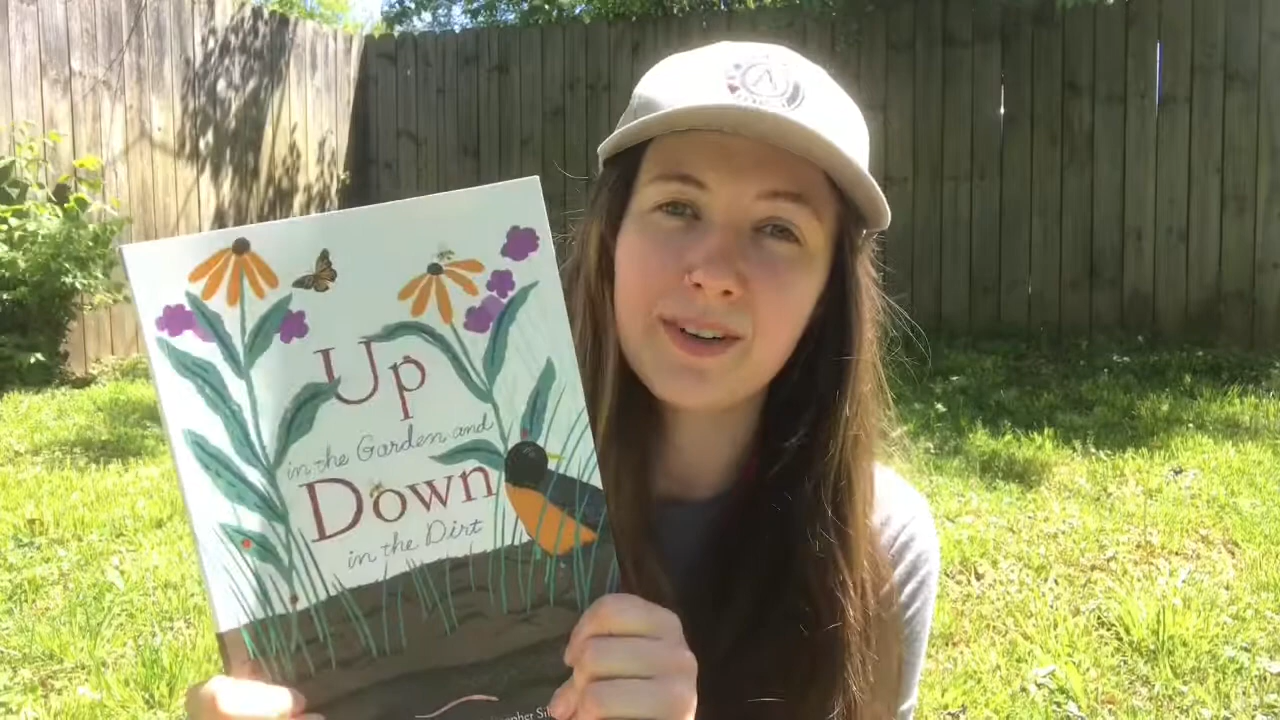 Up
in the Garden and
Down
in the Dirt